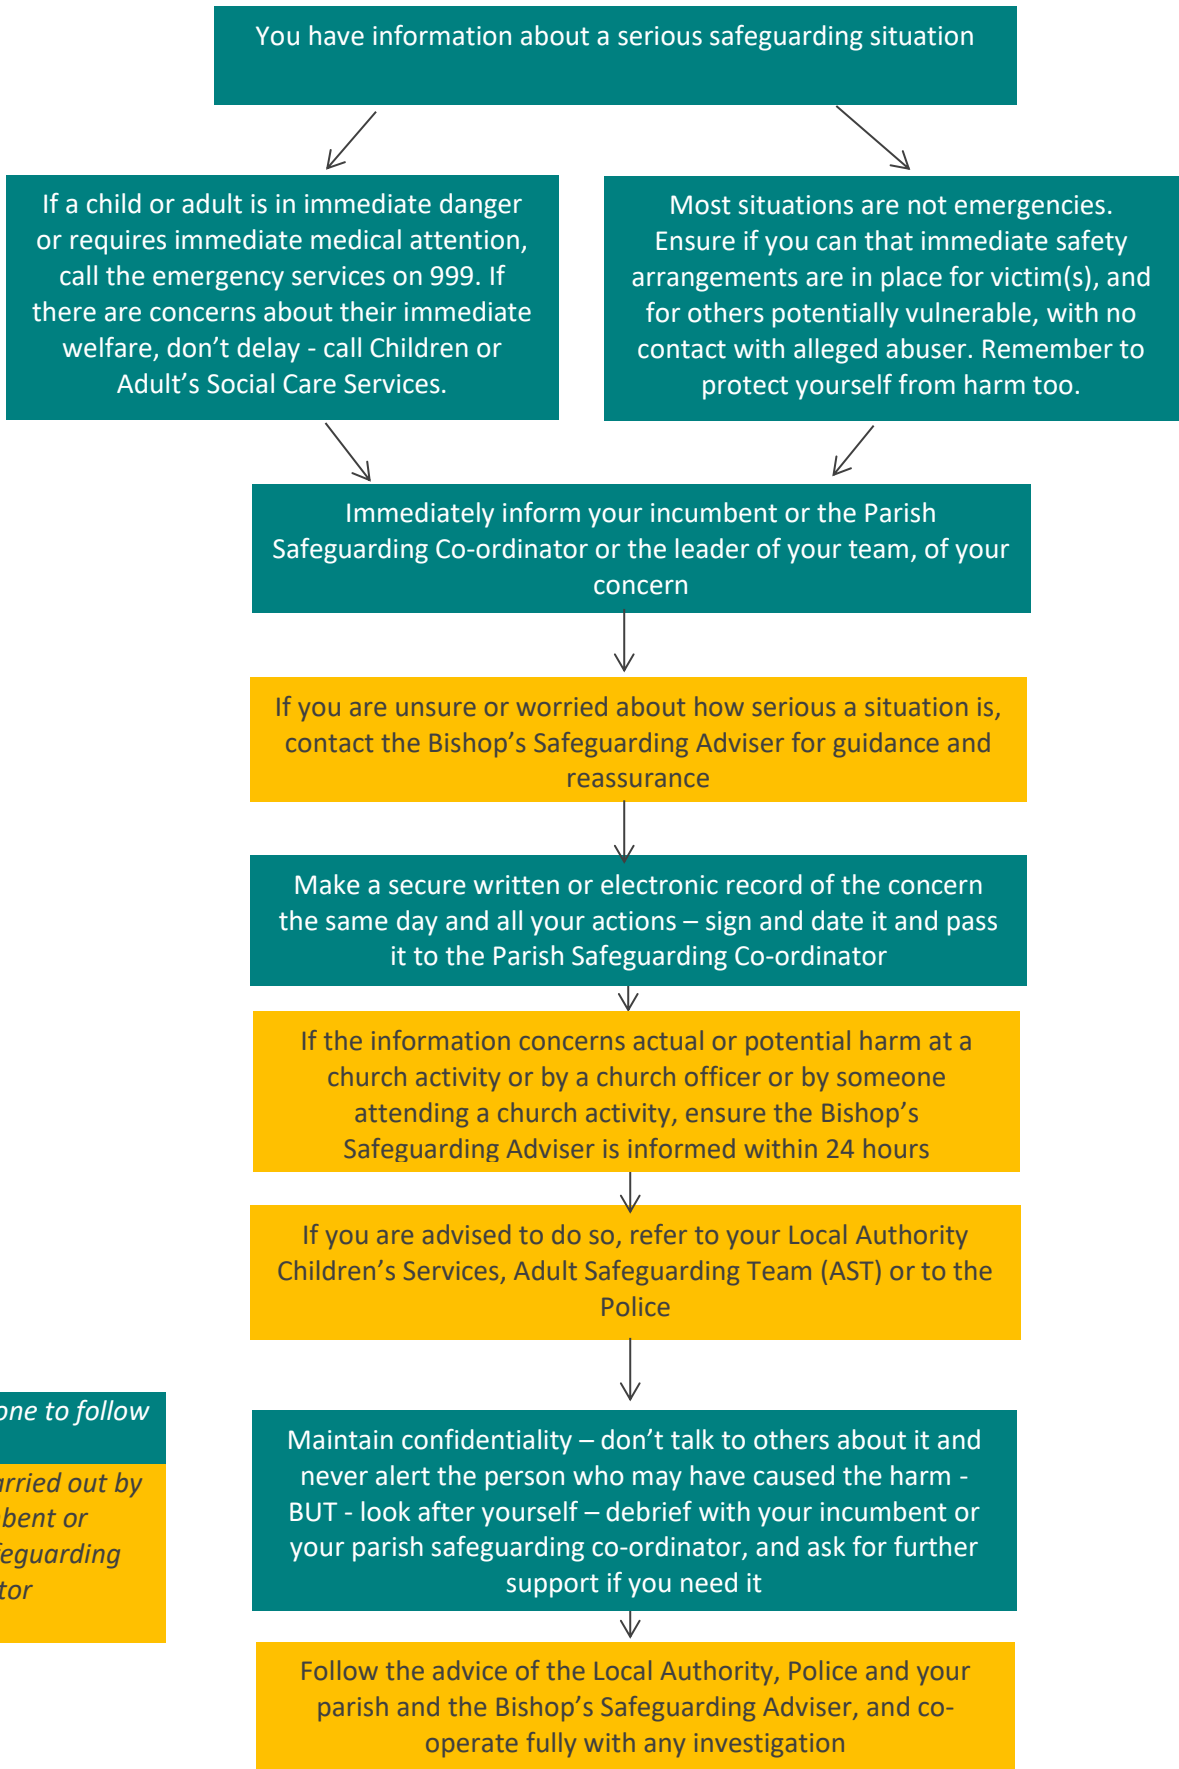 You have information about a serious safeguarding situation
If a child or adult is in immediate danger
or requires immediate medical attention,
call the emergency services on 999. If
there are concerns about their immediate
welfare, don’t delay - call Children or
Adult’s Social Care Services.
Most situations are not emergencies.
Ensure if you can that immediate safety
arrangements are in place for victim(s), and
for others potentially vulnerable, with no
contact with alleged abuser. Remember to
protect yourself from harm too.
Immediately inform your incumbent or the Parish
Safeguarding Co-ordinator or the leader of your team, of your
concern
If you are unsure or worried about how serious a situation is,
contact the Bishop’s Safeguarding Adviser for guidance and
reassurance
Make a secure written or electronic record of the concern
the same day and all your actions – sign and date it and pass
it to the Parish Safeguarding Co-ordinator
If the information concerns actual or potential harm at a
church activity or by a church officer or by someone
attending a church activity, ensure the Bishop’s
Safeguarding Adviser is informed within 24 hours
If you are advised to do so, refer to your Local Authority
Children’s Services, Adult Safeguarding Team (AST) or to the
Police
one to follow
arried out by
bent or
feguarding
tor
Maintain confidentiality – don’t talk to others about it and
never alert the person who may have caused the harm -
BUT - look after yourself – debrief with your incumbent or
your parish safeguarding co-ordinator, and ask for further
support if you need it
Follow the advice of the Local Authority, Police and your
parish and the Bishop’s Safeguarding Adviser, and co-
operate fully with any investigation